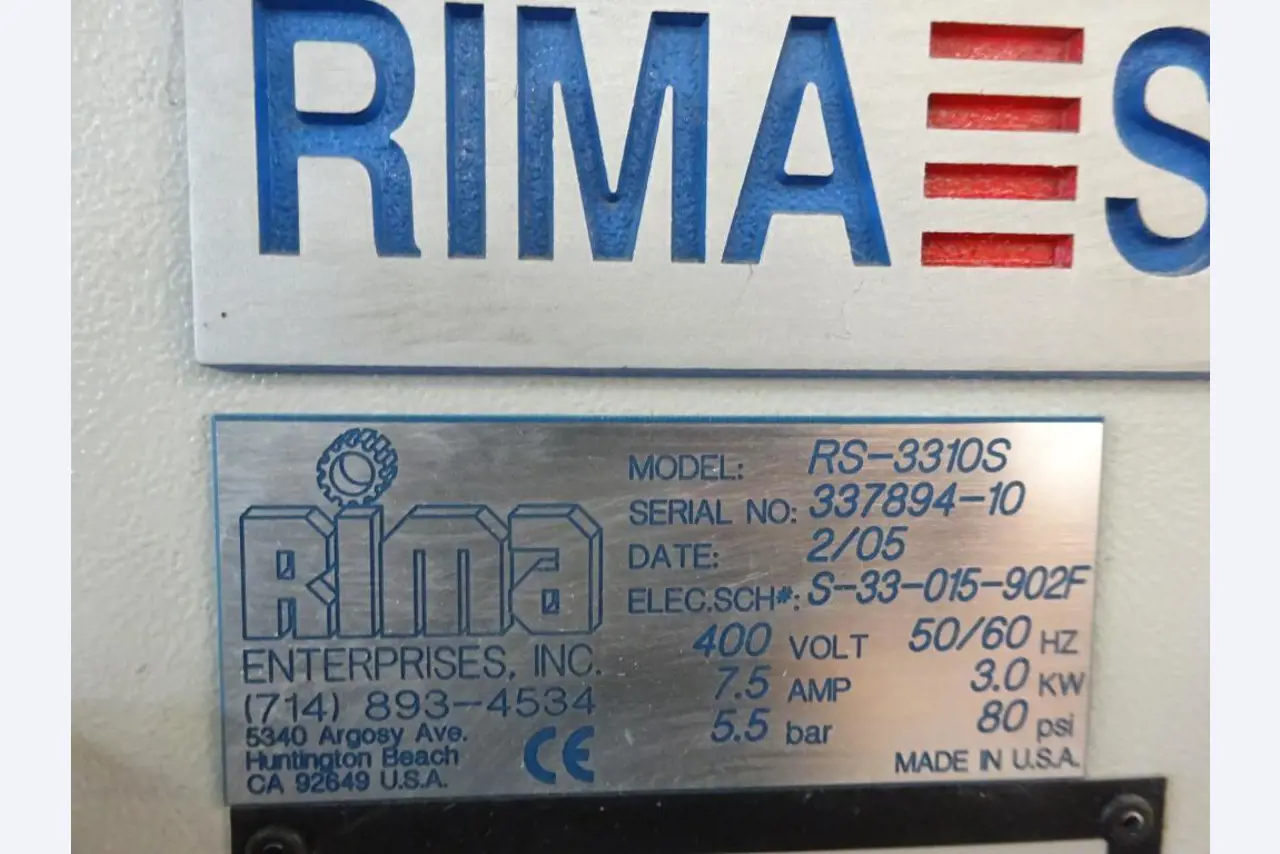 RIMA S
MODEL: RS-3310S
SERIAL NO: 337894-10
DATE: 2/05
ELEC.SCH#: S-33-015-902F
400 VOLT 50/60 HZ
7.5 AMP 3.0 KW
5.5 bar 80 psi
MADE IN U.S.A.
Rima
ENTERPRISES, INC.
(714) 893-4534
5340 Argosy Ave.
Huntington Beach
CA 92649 U.S.A.
CE